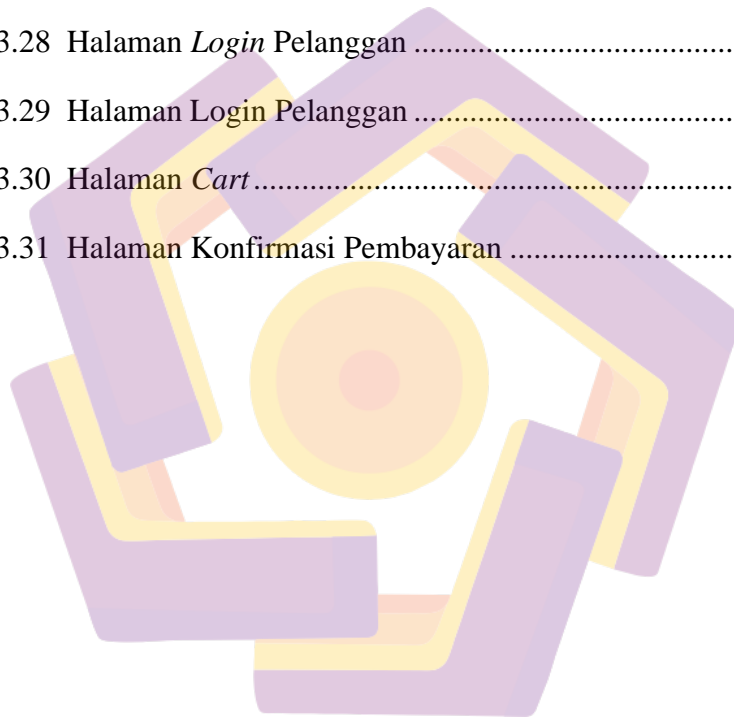 3.28 Halaman Login Pelanggan .......................................
3.29 Halaman Login Pelanggan .......................................
3.30 Halaman Cart...........................................................
3.31 Halaman Konfirmasi Pembayaran ...........................